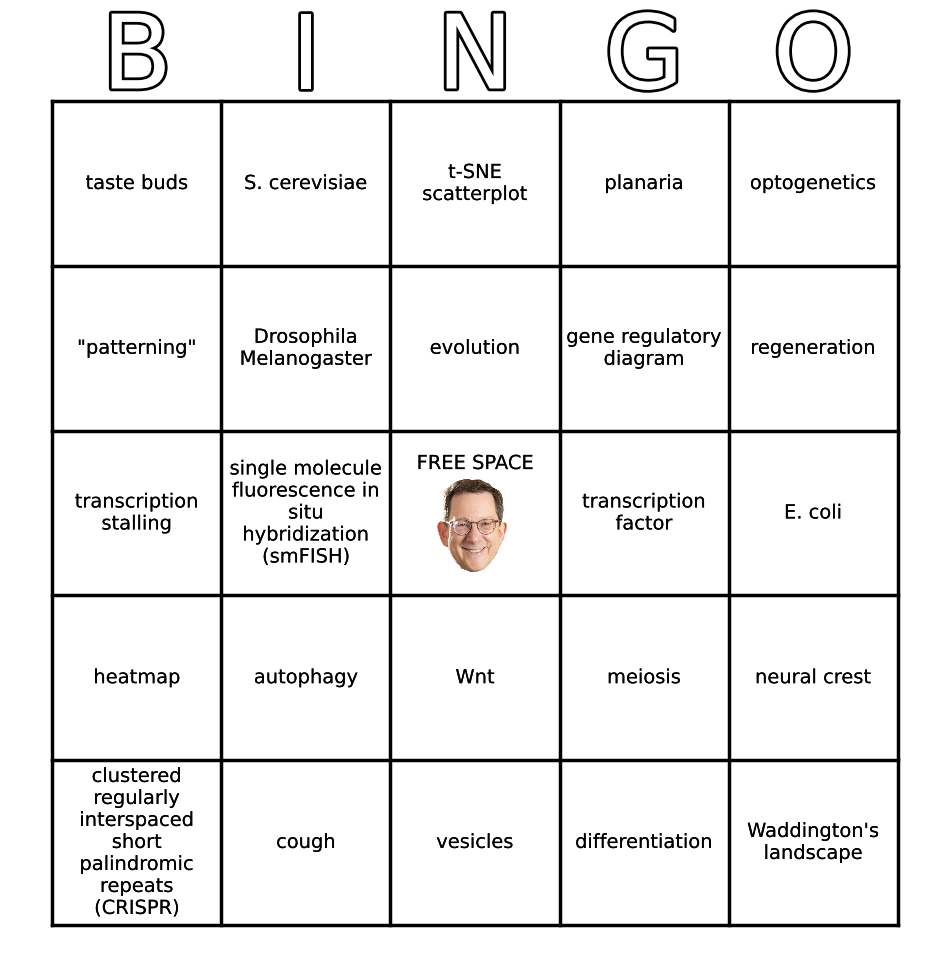 B I N G O
taste buds
S. cerevisiae
t-SNE
scatterplot
planaria
optogenetics
"patterning"
Drosophila
Melanogaster
evolution
gene regulatory
diagram
regeneration
transcription
stalling
single molecule
fluorescence in
situ
hybridization
(smFISH)
FREE SPACE
transcription
factor
E. coli
heatmap
autophagy
Wnt
meiosis
neural crest
clustered
regularly
interspaced
short
palindromic
repeats
(CRISPR)
cough
vesicles
differentiation
Waddington's
landscape